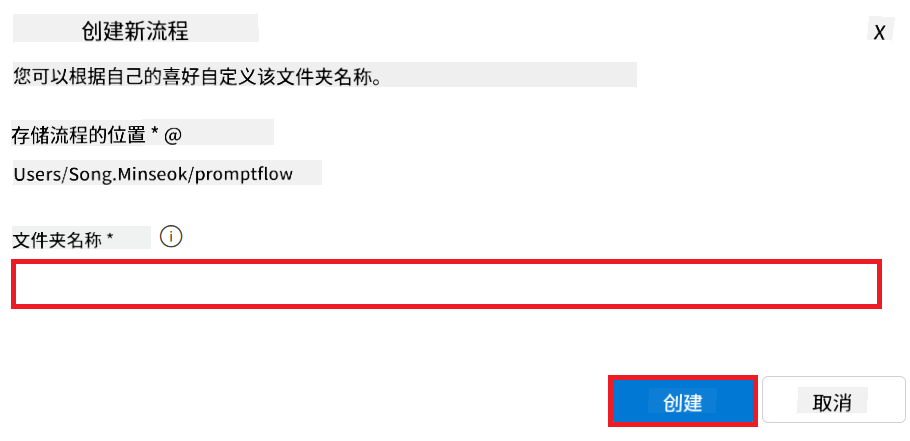 创建新流程 X
您可以根据自己的喜好自定义该文件夹名称。
存储流程的位置 * @
Users/Song.Minseok/promptflow
文件夹名称 * i
创建 取消